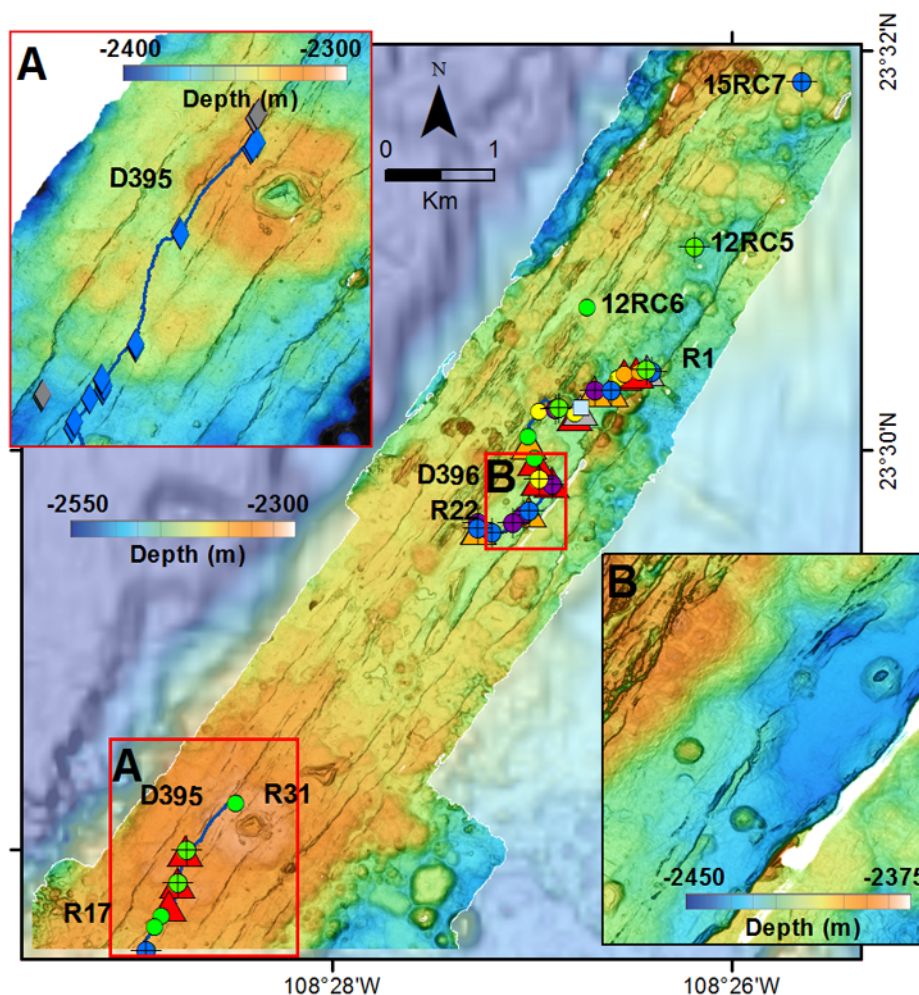 A
-2400 -2300
Depth (m)
D395
N
0 1
Km
15RC7
23°32'N
12RC5
12RC6
R1
23°30'N
D396
B
R22
-2550 -2300
Depth (m)
B
A
D395
R31
R17
-2450 -2375
Depth (m)
108°28'W
108°26'W